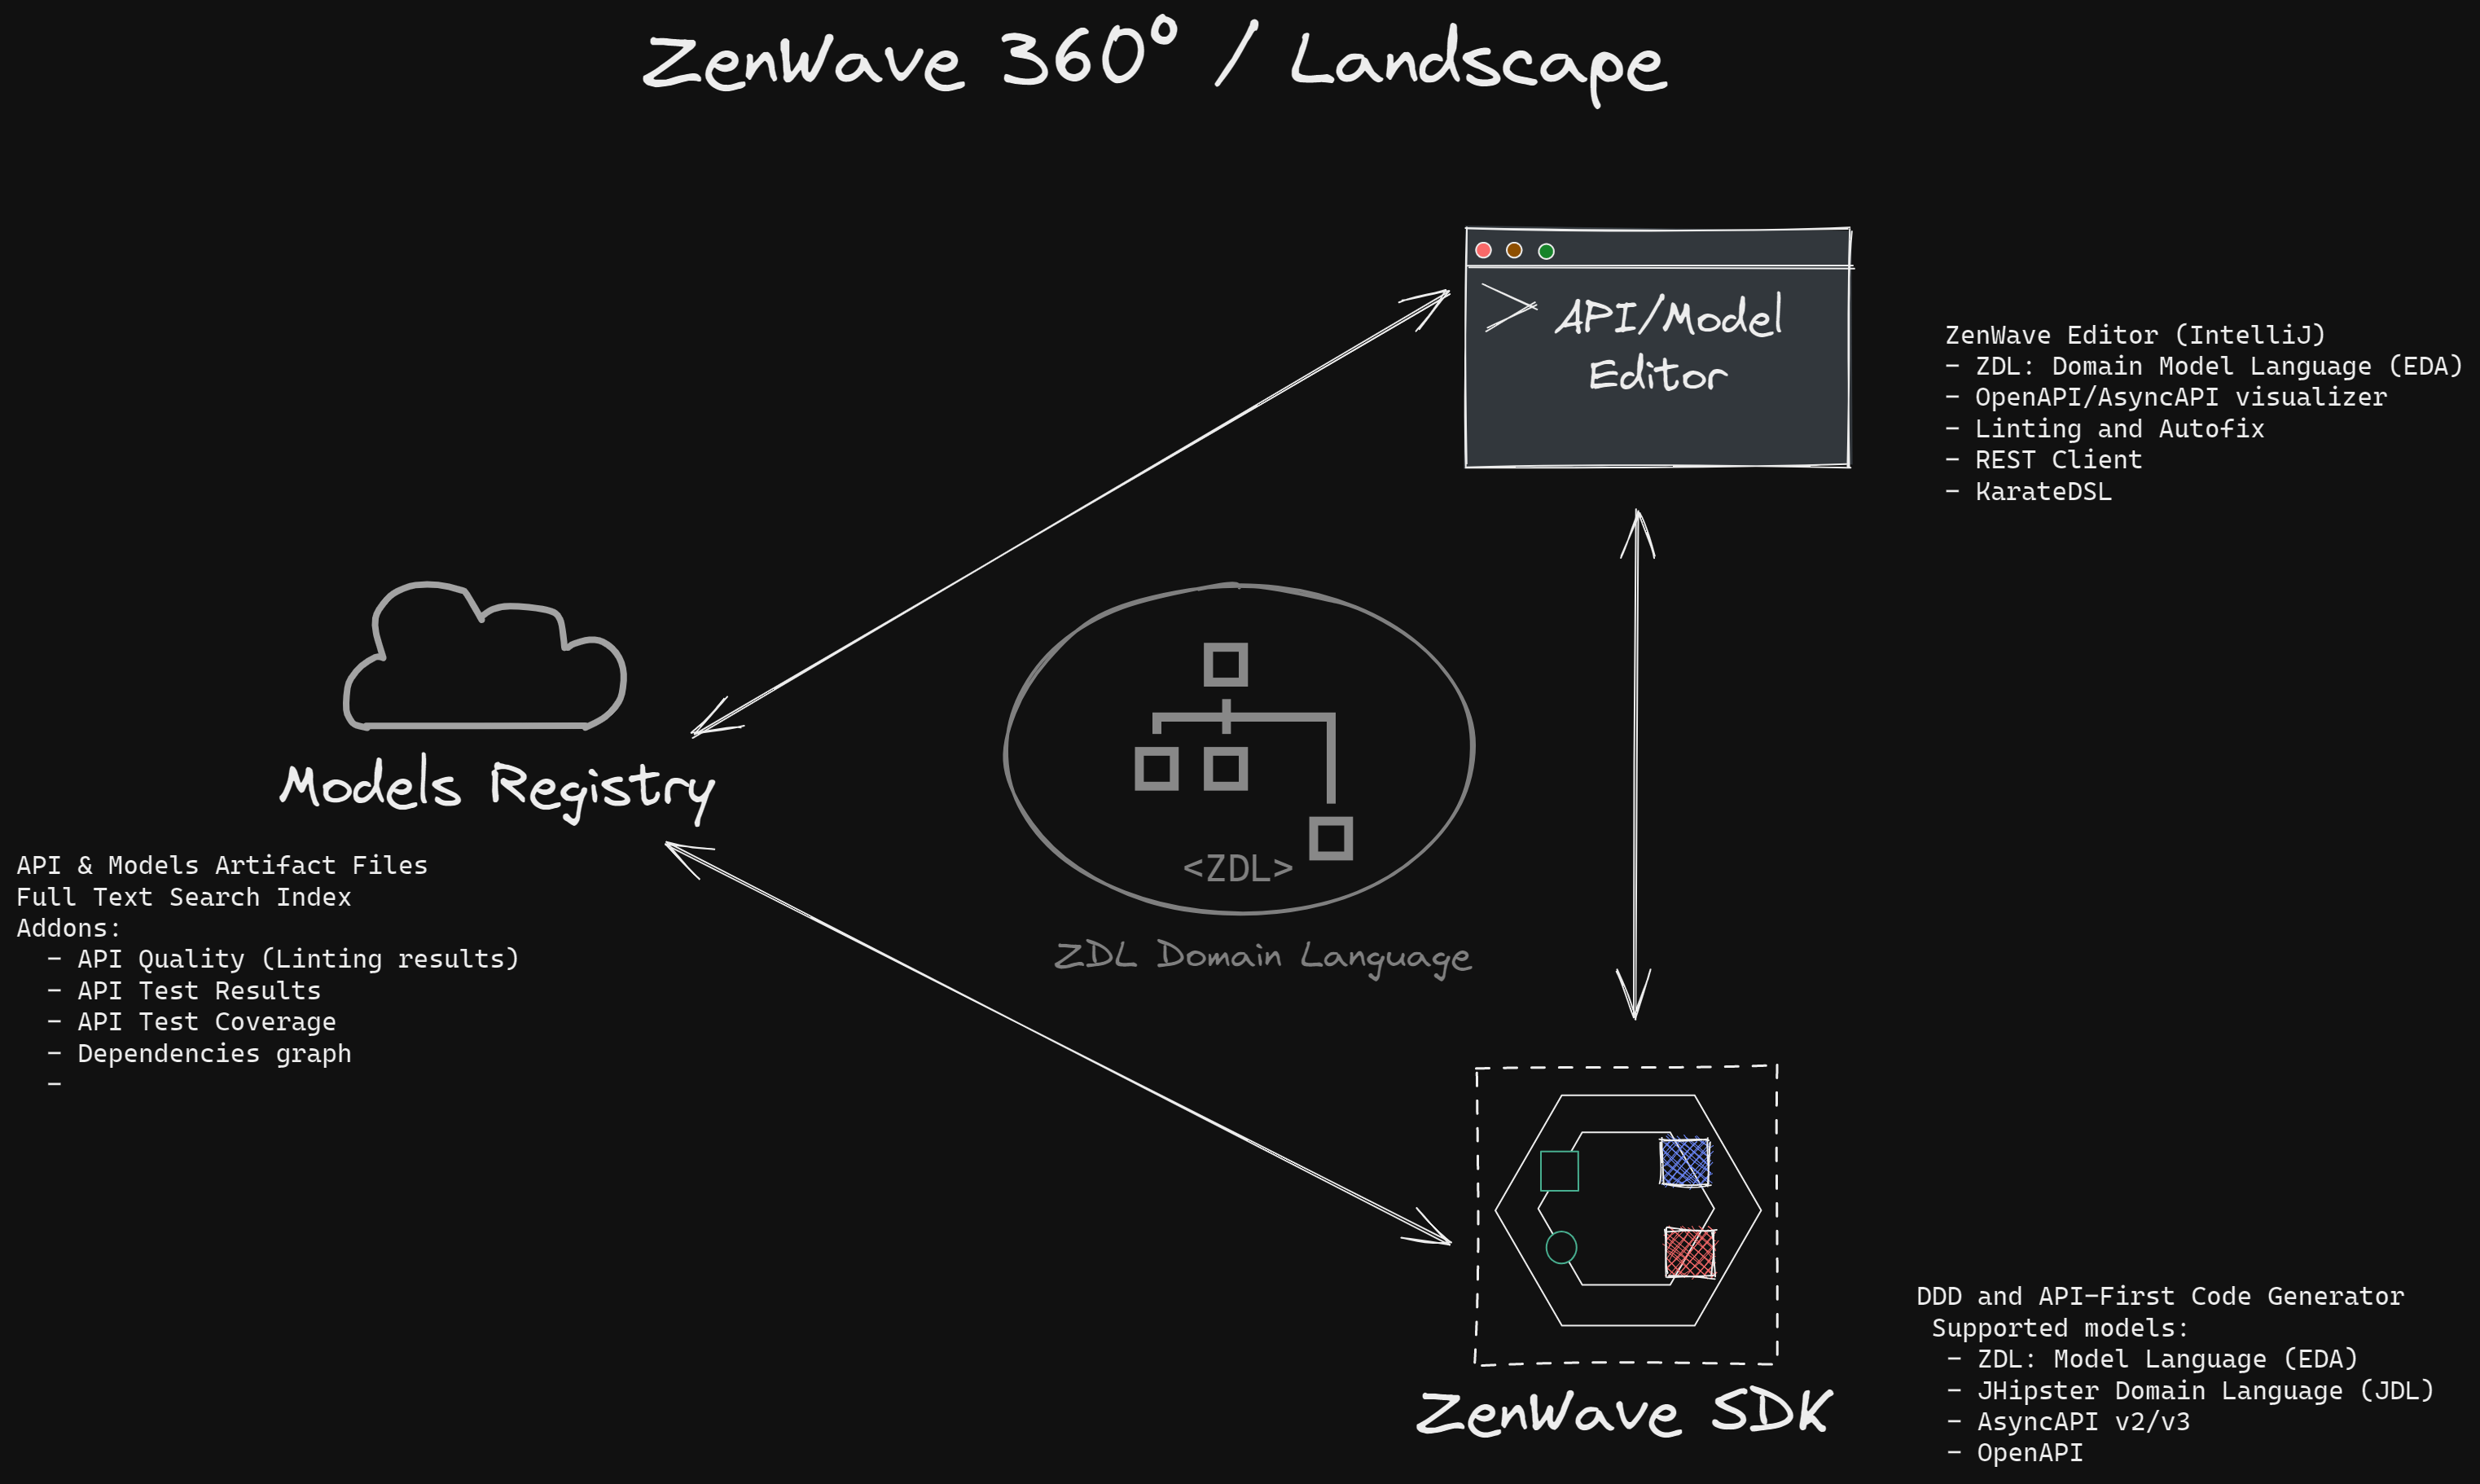 ZenWave 360º / Landscape
> API/Model
Editor
ZenWave Editor (IntelliJ)
- ZDL: Domain Model Language (EDA)
- OpenAPI/AsyncAPI visualizer
- Linting and Autofix
- REST Client
- KarateDSL
Models Registry
API & Models Artifact Files
Full Text Search Index
Addons:
- API Quality (Linting results)
- API Test Results
- API Test Coverage
- Dependencies graph
-
<ZDL>
ZDL Domain Language
ZenWave SDK
DDD and API-First Code Generator
Supported models:
- ZDL: Model Language (EDA)
- JHipster Domain Language (JDL)
- AsyncAPI v2/v3
- OpenAPI